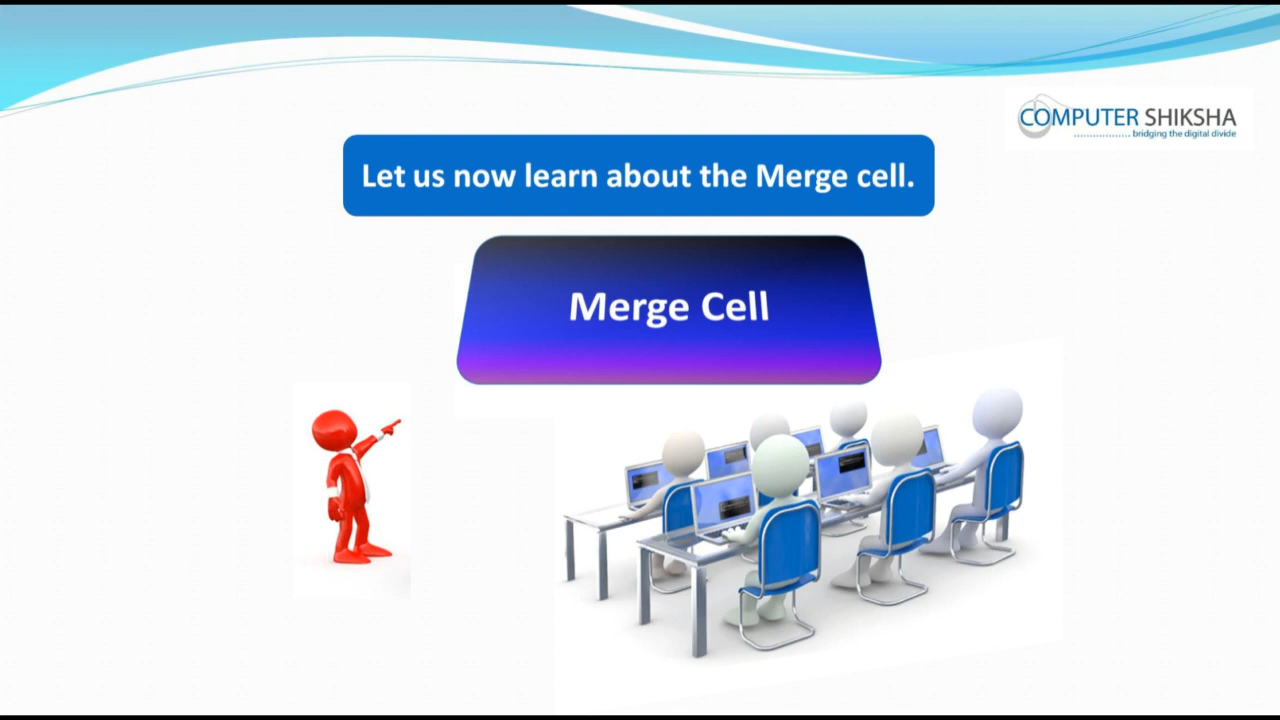 COMPUTER SHIKSHA
bridging the digital divide
Let us now learn about the Merge cell.
Merge Cell